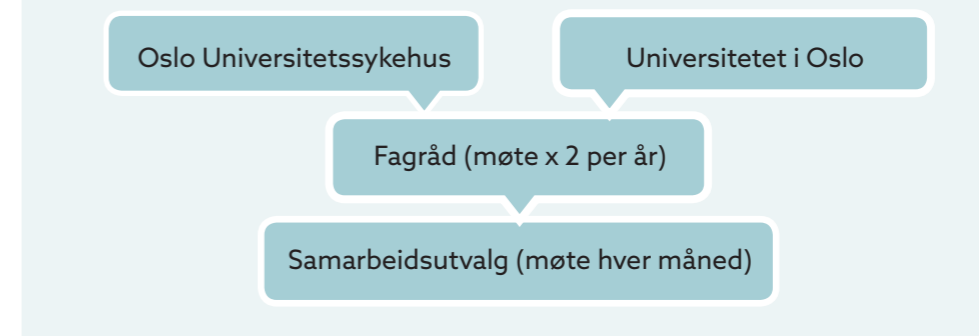 Oslo Universitetssykehus
Universitetet i Oslo
Fagråd (møte x 2 per år)
Samarbeidsutvalg (møte hver måned)